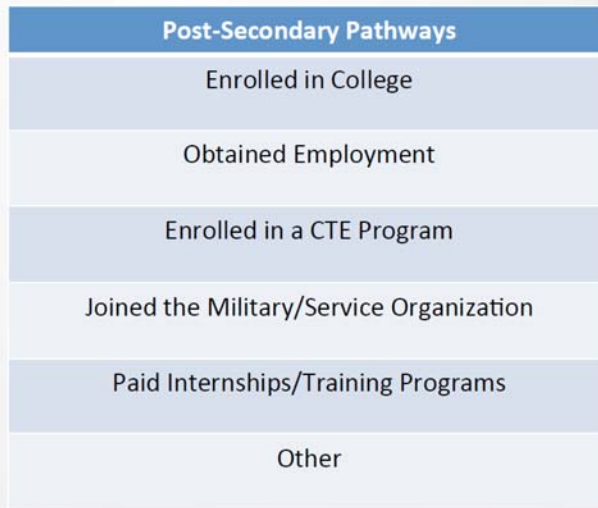 Post-Secondary Pathways
Enrolled in College
Obtained Employment
Enrolled in a CTE Program
Joined the Military/Service Organization
Paid Internships/Training Programs
Other